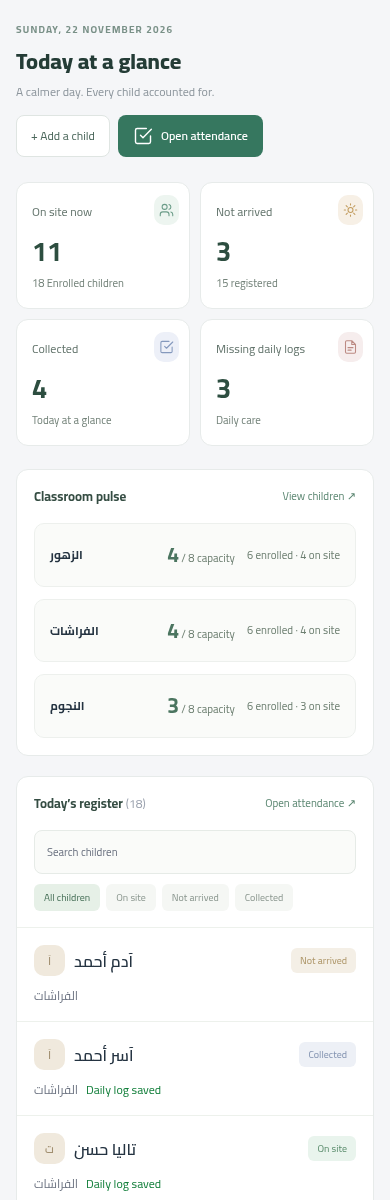 SUNDAY, 22 NOVEMBER 2026
Today at a glance
A calmer day. Every child accounted for.
+ Add a child
Open attendance
On site now
11
18 Enrolled children
Not arrived
3
15 registered
Collected
4
Today at a glance
Missing daily logs
3
Daily care
Classroom pulse
View children ↗
الزهور
4 / 8 capacity
6 enrolled · 4 on site
الفراشات
4 / 8 capacity
6 enrolled · 4 on site
النجوم
3 / 8 capacity
6 enrolled · 3 on site
Today's register (18)
Open attendance ↗
Search children
All children
On site
Not arrived
Collected
آ
آدم أحمد
Not arrived
الفراشات
آ
آسر أحمد
Collected
الفراشات
Daily log saved
ت
تاليا حسن
On site
الفراشات
Daily log saved